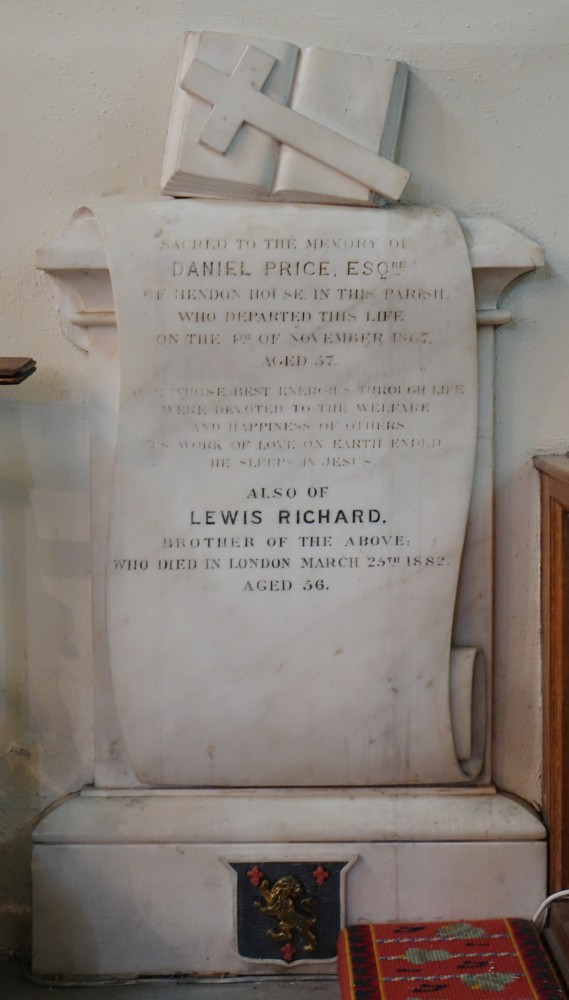 SACRED TO THE MEMORY OF
DANIEL PRICE, ESQRE
OF HENDON HOUSE, IN THIS PARISH,
WHO DEPARTED THIS LIFE
ON THE OF NOVEMBER 1867,
AGED 57.
ONE WHOSE BEST ENERGIES THROUGH LIFE
WERE DEVOTED TO THE WELFARE
AND HAPPINESS OF OTHERS
WORK OF LOVE ON EARTH ENDED
HE SLEEPS IN JESUS.
ALSO OF
LEWIS RICHARD,
BROTHER OF THE ABOVE;
WHO DIED IN LONDON MARCH 25TH 1882.
AGED 56.